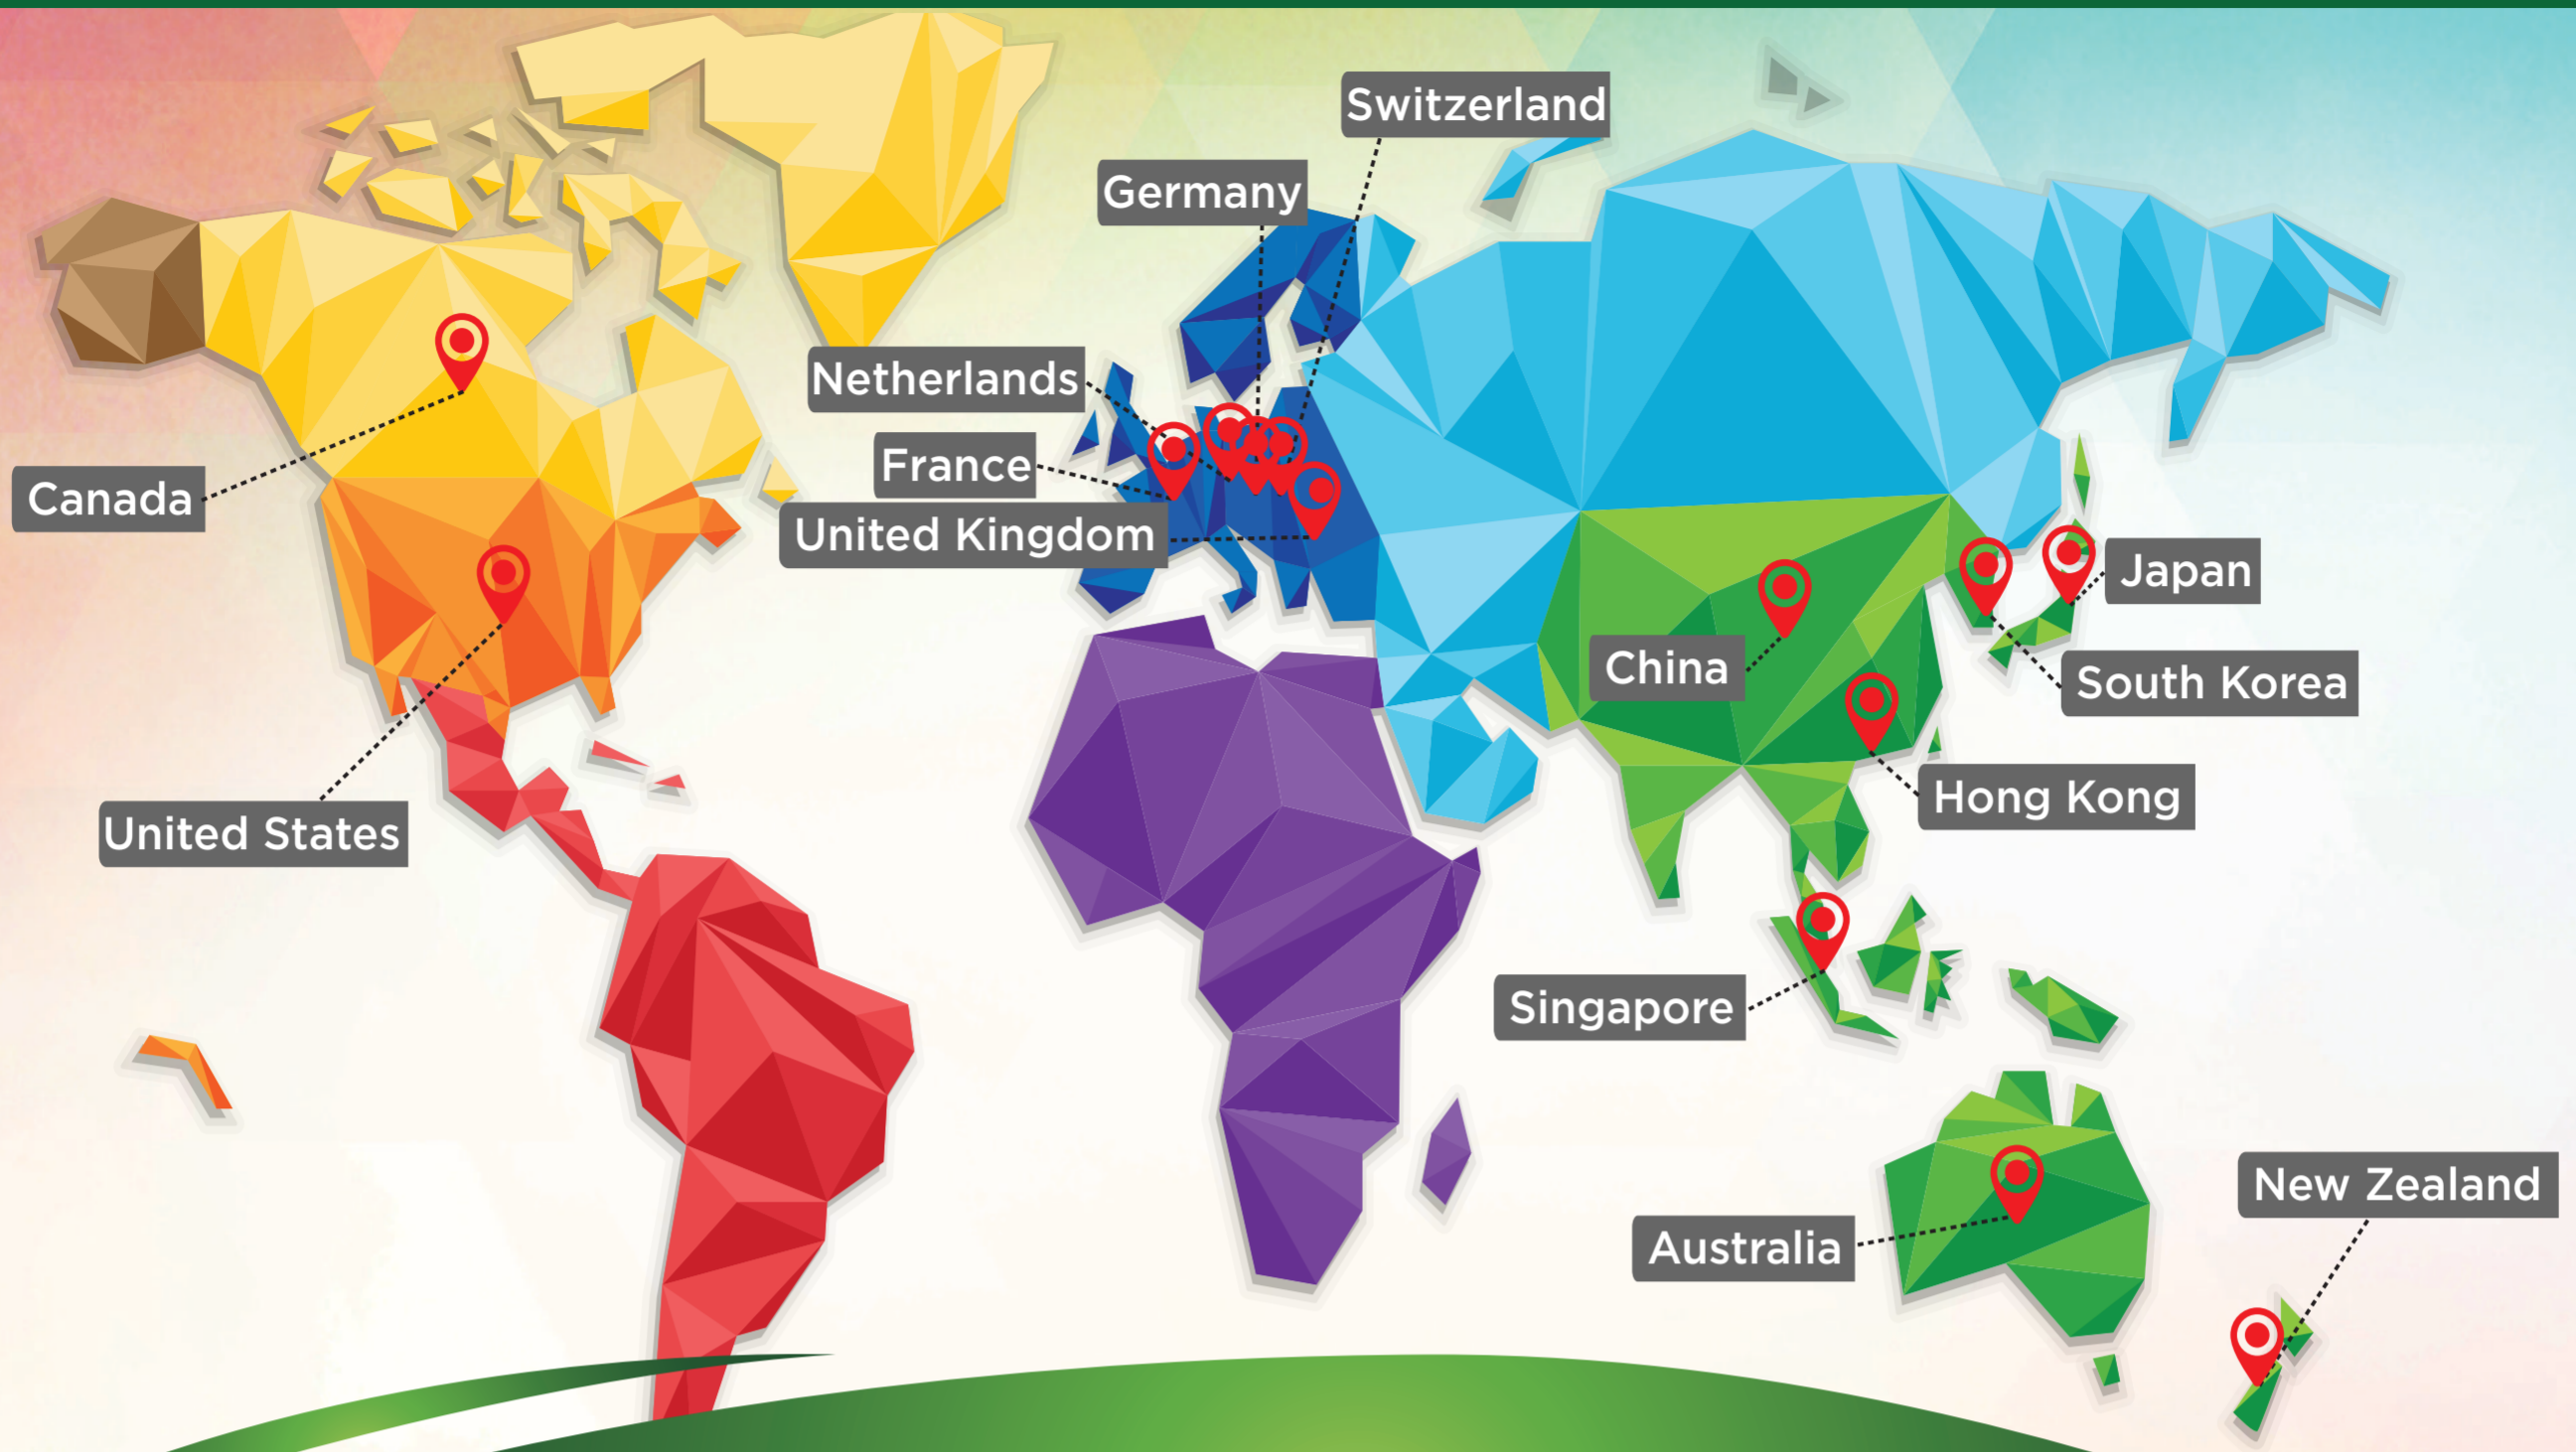 Switzerland
Germany
Netherlands
France
Canada
United Kingdom
Japan
China
South Korea
Hong Kong
United States
Singapore
New Zealand
Australia